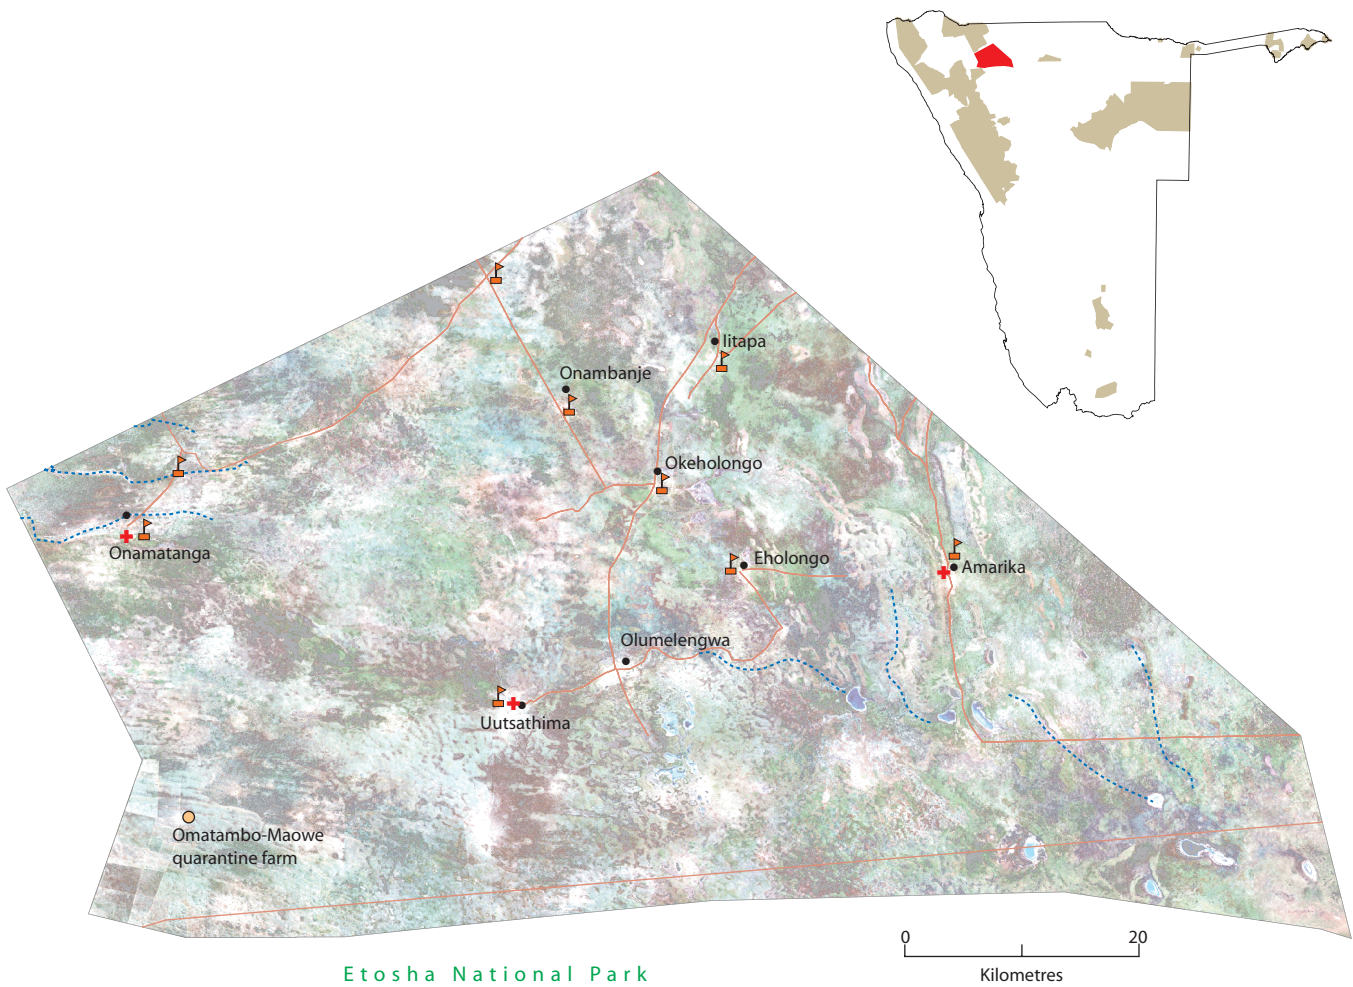 Iitapa
Onambanje
Okeholongo
Onamatanga
Eholongo
Amarika
Olumelengwa
Uutsathima
Omatambo-Maowe
quarantine farm
0 20
Kilometres
Etosha National Park